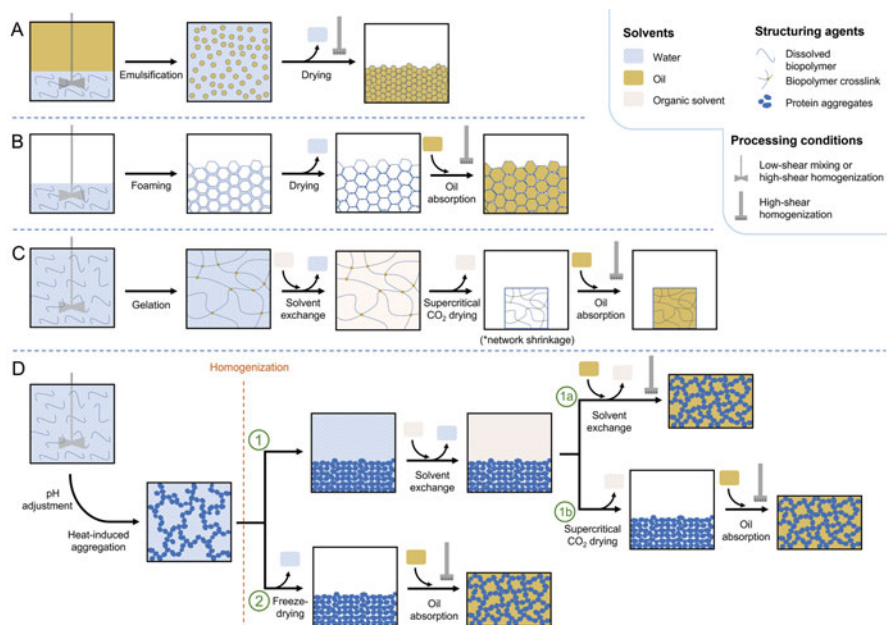 A
Emulsification
Drying
B
Foaming
Drying
Oil
absorption
C
Gelation
Solvent
exchange
Supercritical
CO₂ drying
(*network shrinkage)
Oil
absorption
Solvents
Water
Oil
Organic solvent
Structuring agents
Dissolved
biopolymer
Biopolymer crosslink
Protein aggregates
Processing conditions
Low-shear mixing or
high-shear homogenization
High-shear
homogenization
D
Homogenization
pH
adjustment
Heat-induced
aggregation
1
Solvent
exchange
1a
Solvent
exchange
1b
Supercritical
CO₂ drying
Oil
absorption
2
Freeze-
drying
Oil
absorption